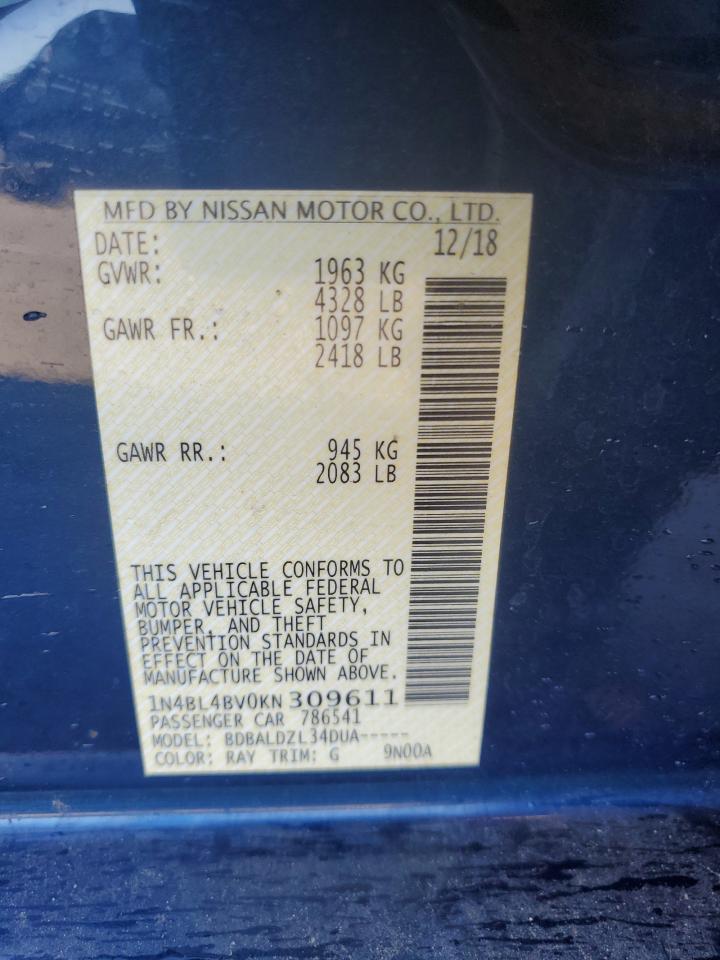 MFD BY NISSAN MOTOR CO., LTD.
DATE: 12/18
GVWR: 1963 KG
4328 LB
GAWR FR.: 1097 KG
2418 LB
GAWR RR.: 945 KG
2083 LB
THIS VEHICLE CONFORMS TO
ALL APPLICABLE FEDERAL
MOTOR VEHICLE SAFETY,
BUMPER, AND THEFT
PREVENTION STANDARDS IN
EFFECT ON THE DATE OF
MANUFACTURE SHOWN ABOVE.
1N4BL4BV0KN309611
PASSENGER CAR 786541
MODEL: BDBALDZL34DUA-----
COLOR: RAY TRIM: G 9N00A